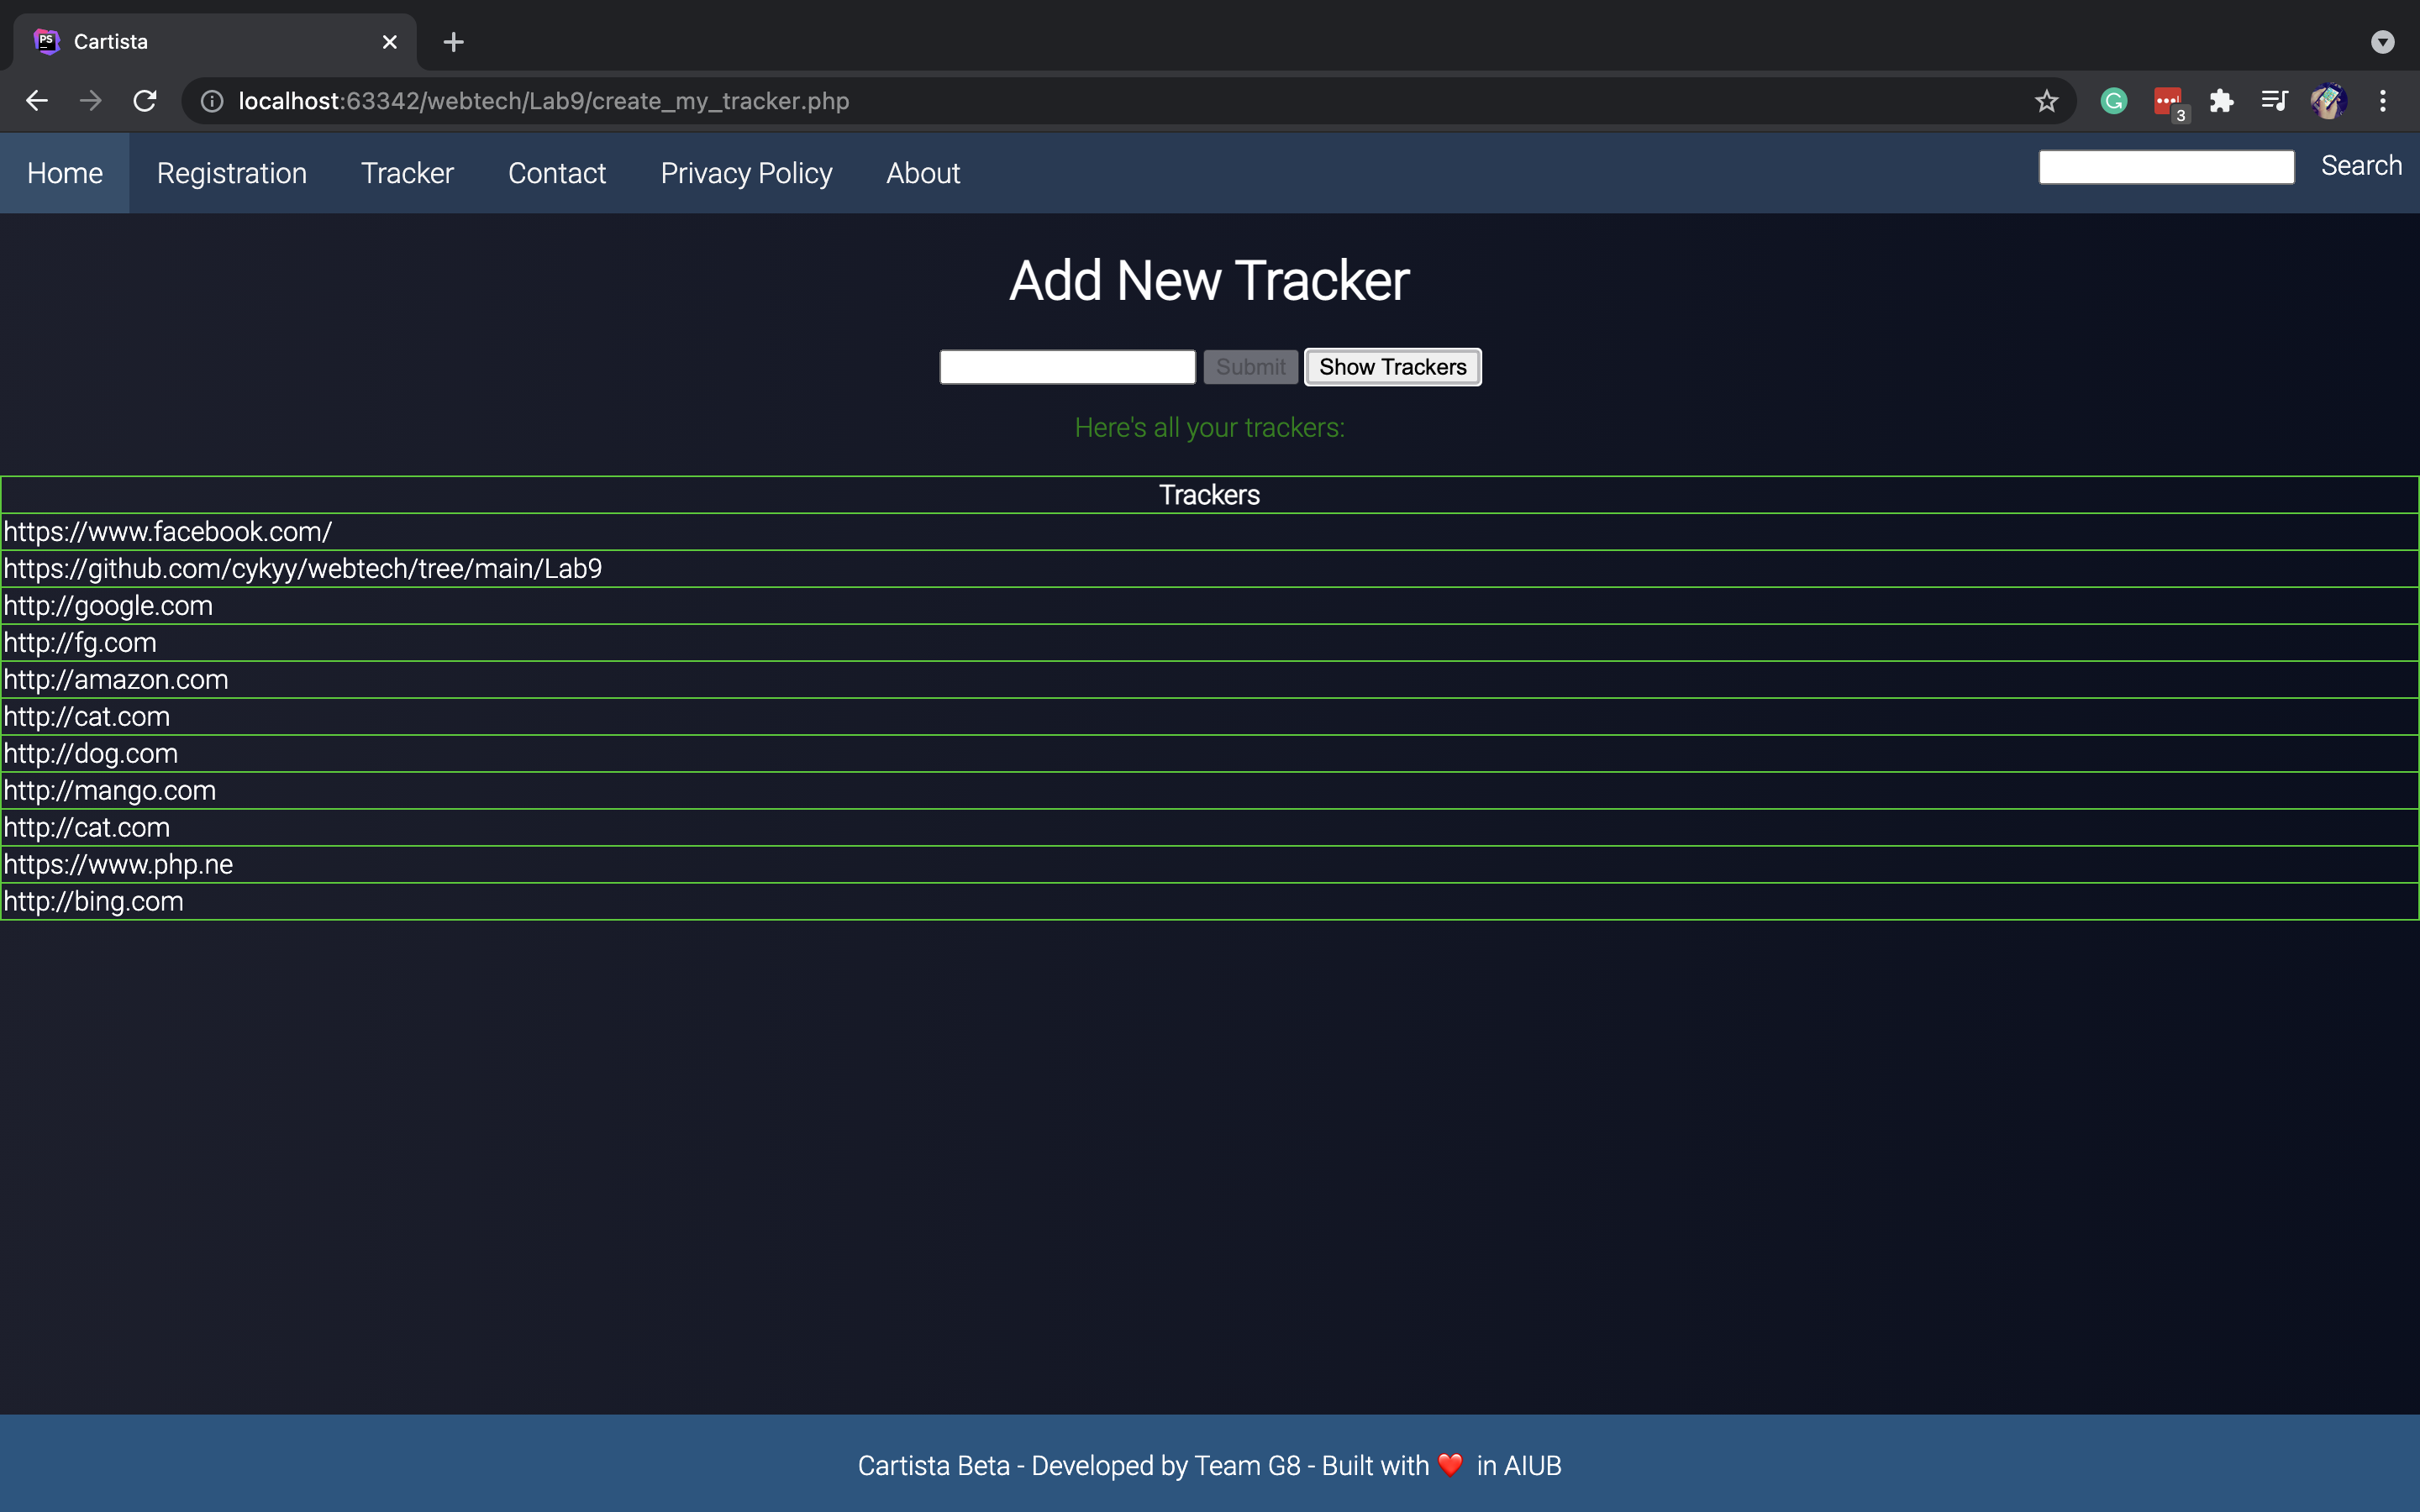 Cartista
localhost:63342/webtech/Lab9/create_my_tracker.php
3
Home Registration Tracker Contact Privacy Policy About Search
Add New Tracker
Submit Show Trackers
Here's all your trackers:
Trackers
https://www.facebook.com/
https://github.com/cykyy/webtech/tree/main/Lab9
http://google.com
http://fg.com
http://amazon.com
http://cat.com
http://dog.com
http://mango.com
http://cat.com
https://www.php.ne
http://bing.com
Cartista Beta - Developed by Team G8 - Built with ❤️ in AIUB